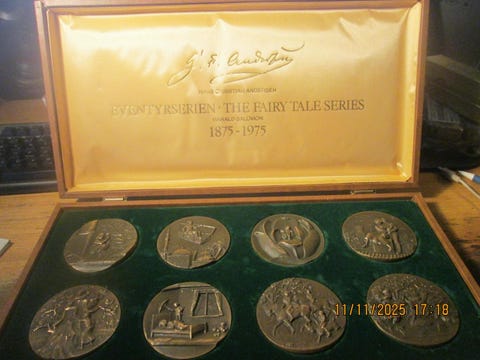 H. C. Andersen
HANS CHRISTIAN ANDERSEN
EVENTYRSERIEN · THE FAIRY TALE SERIES
HARALD SALOMON
1875-1975
11/11/2025 17:18